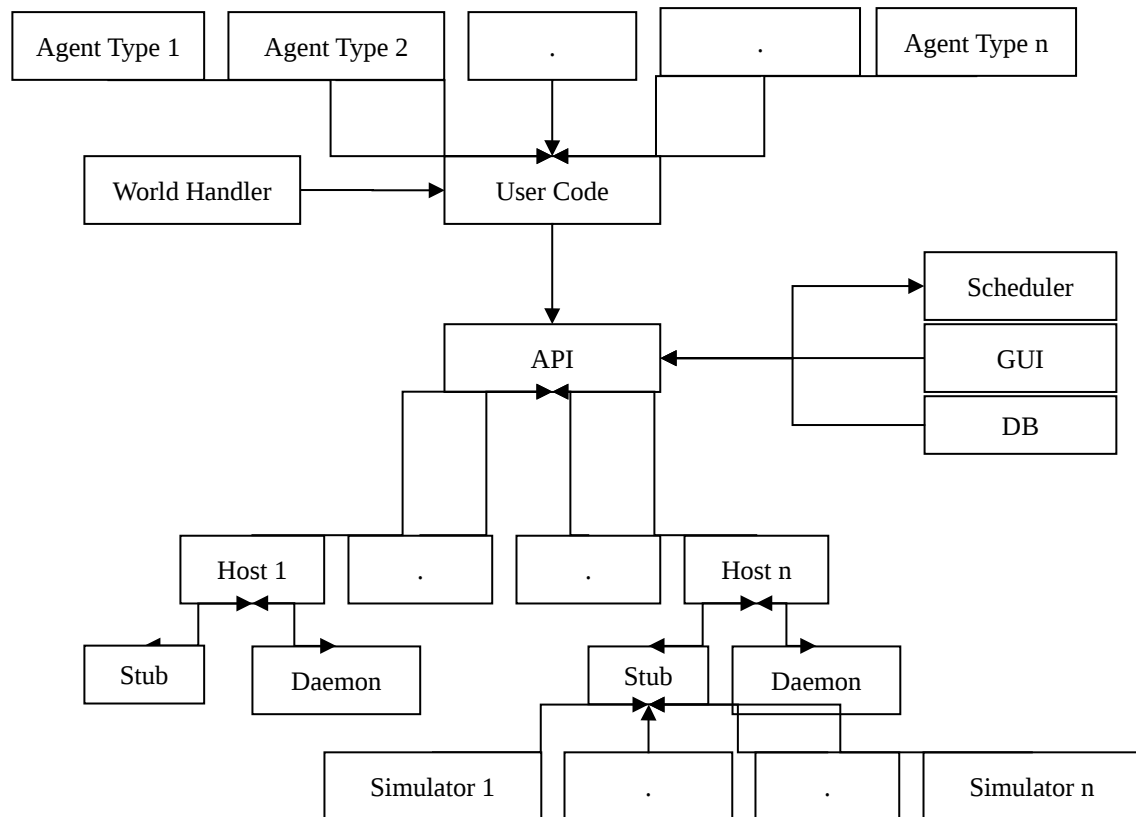 Agent Type 1
Agent Type 2
.
.
Agent Type n
World Handler
User Code
Scheduler
API
GUI
DB
Host 1
.
.
Host n
Stub
Daemon
Stub
Daemon
Simulator 1
.
.
Simulator n